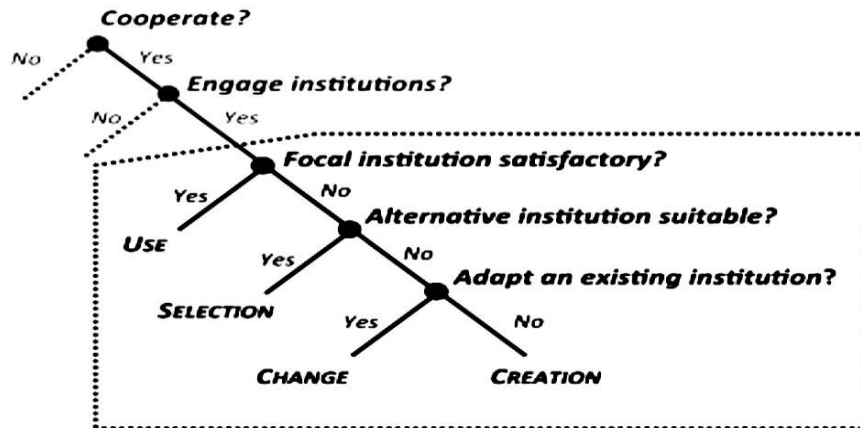 Cooperate?
No
Yes
Engage institutions?
No
Yes
Focal institution satisfactory?
Yes
No
USE
Alternative institution suitable?
Yes
No
SELECTION
Adapt an existing institution?
Yes
No
CHANGE
CREATION